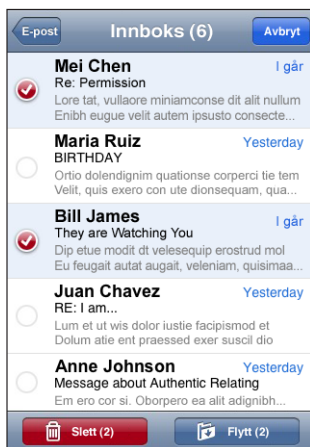 E-post
Innboks (6)
Avbryt
Mei Chen
I går
Re: Permission
Lore tat, vullaore miniamconse dit alit nullum
Enibh eugue velit autem ipsusto consecte...
Maria Ruiz
Yesterday
BIRTHDAY
Ortio dolendignim quationse corperci tie tem
Velit, quis exero con ute dionsequam, qua...
Bill James
I går
They are Watching You
Dip etue modit dt velesequip erostrud mol
Eu feugait autat augait, veleniam, quisimaa...
Juan Chavez
Yesterday
RE: I am...
Lum et ut wis dolor iustie facipismod et
Dolum atie ent praessed exer suscil dio
Anne Johnson
Yesterday
Message about Authentic Relating
Em ero cor si. Oborpero ea alit adignibh...
Slett (2)
Flytt (2)